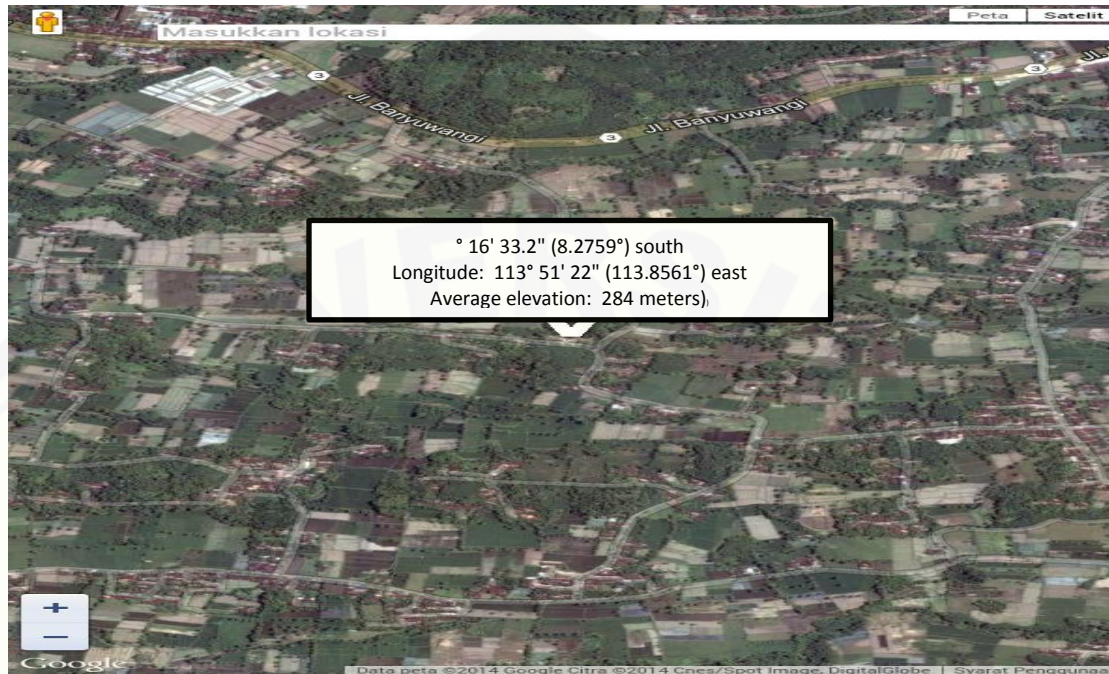 Peta Satelit
Masukkan lokasi
3
Jl. Banyuwangi
3
Jl. Banyuwangi
3
JL.
° 16' 33.2" (8.2759°) south
Longitude: 113° 51' 22" (113.8561°) east
Average elevation: 284 meters)
+
−
Google
Data peta ©2014 Google Citra ©2014 Cnes/Spot Image, DigitalGlobe Syarat Penggunaa